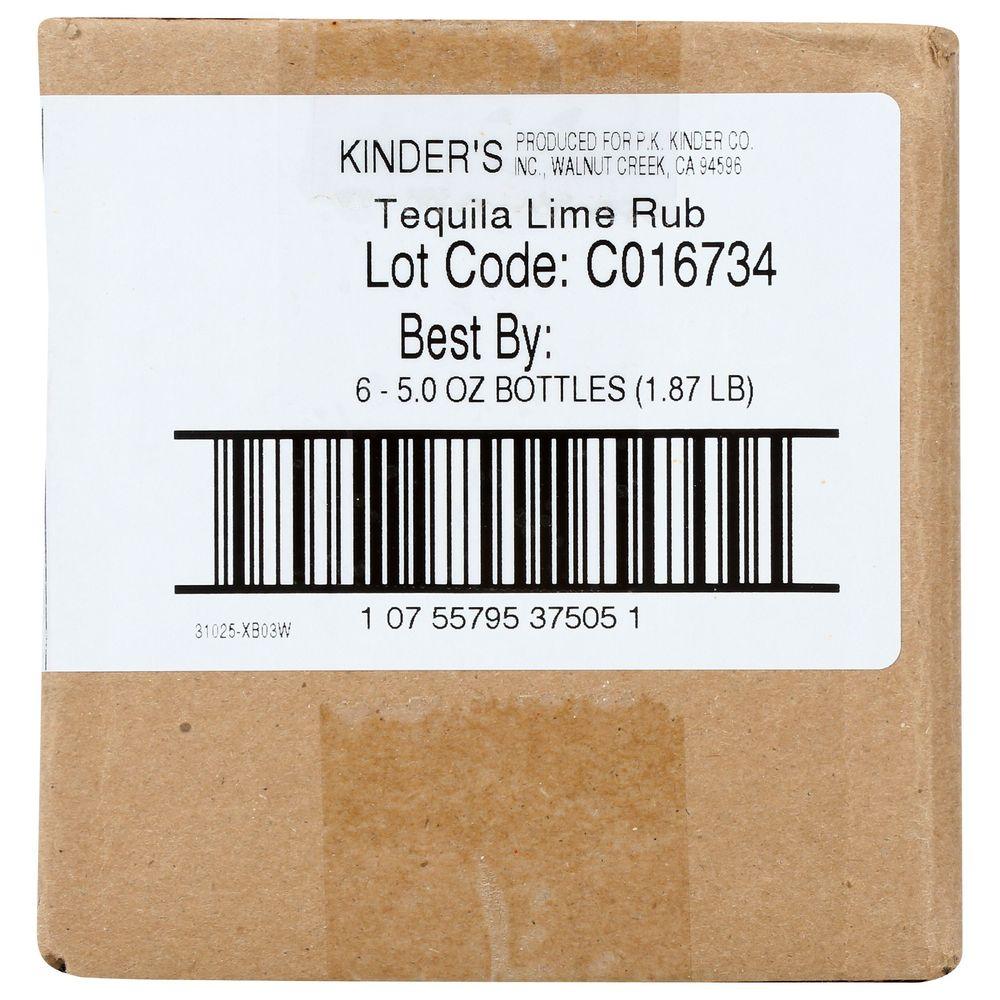 KINDER'S PRODUCED FOR P.K. KINDER CO.
INC., WALNUT CREEK, CA 94596
Tequila Lime Rub
Lot Code: C016734
Best By:
6 - 5.0 OZ BOTTLES (1.87 LB)
1 07 55795 37505 1
31025-XB03W